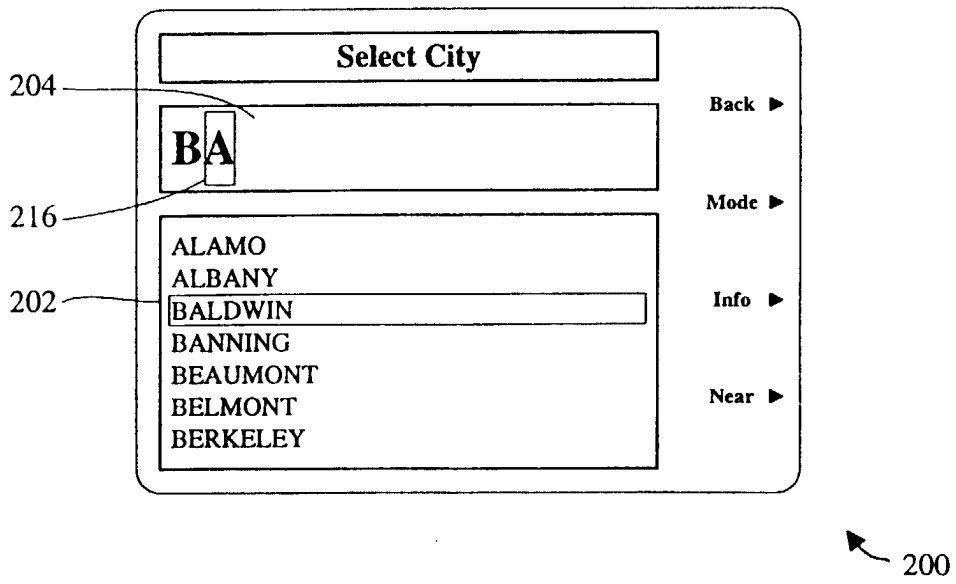 Select City
204
Back
BA
Mode
216
ALAMO
ALBANY
202
BALDWIN
Info
BANNING
BEAUMONT
Near
BELMONT
BERKELEY
200